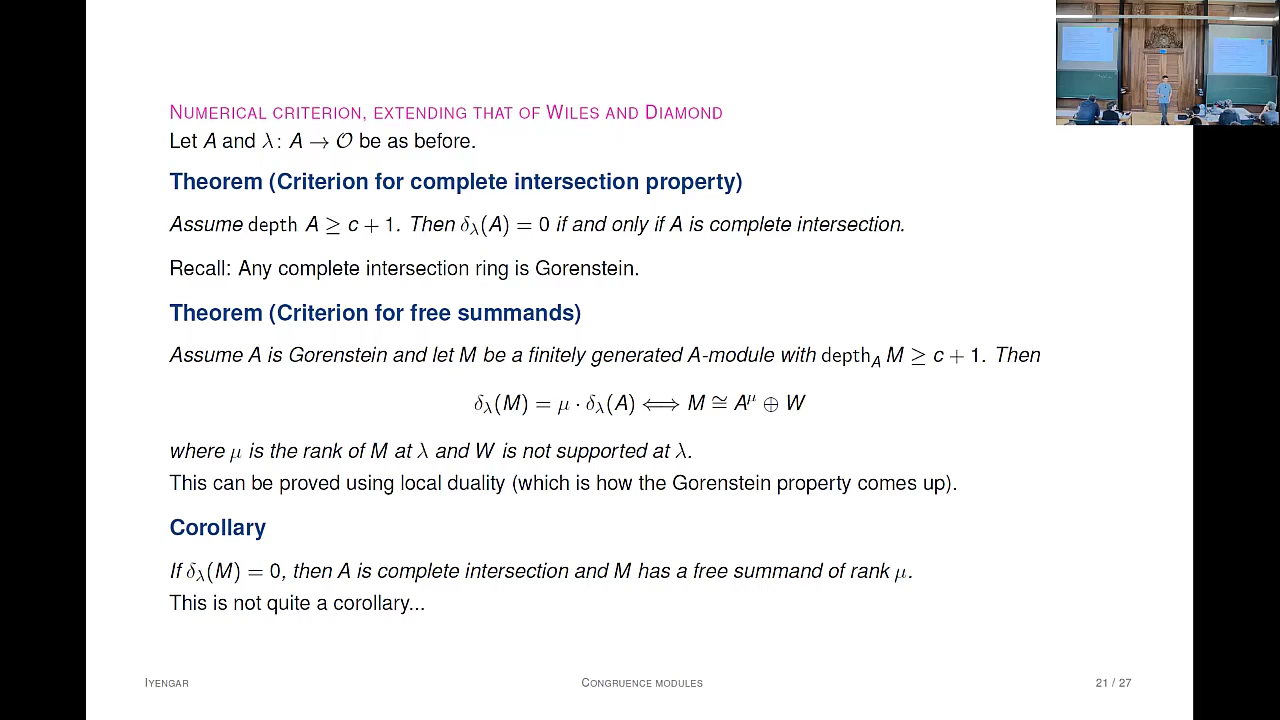 NUMERICAL CRITERION, EXTENDING THAT OF WILES AND DIAMOND
Let A and λ: A → 𝒪 be as before.
Theorem (Criterion for complete intersection property)
Assume depth A ≥ c + 1. Then δ_λ(A) = 0 if and only if A is complete intersection.
Recall: Any complete intersection ring is Gorenstein.
Theorem (Criterion for free summands)
Assume A is Gorenstein and let M be a finitely generated A-module with depth_A M ≥ c + 1. Then
δ_λ(M) = μ · δ_λ(A) ⟺ M ≅ A^μ ⊕ W
where μ is the rank of M at λ and W is not supported at λ.
This can be proved using local duality (which is how the Gorenstein property comes up).
Corollary
If δ_λ(M) = 0, then A is complete intersection and M has a free summand of rank μ.
This is not quite a corollary...
IYENGAR
CONGRUENCE MODULES
21 / 27